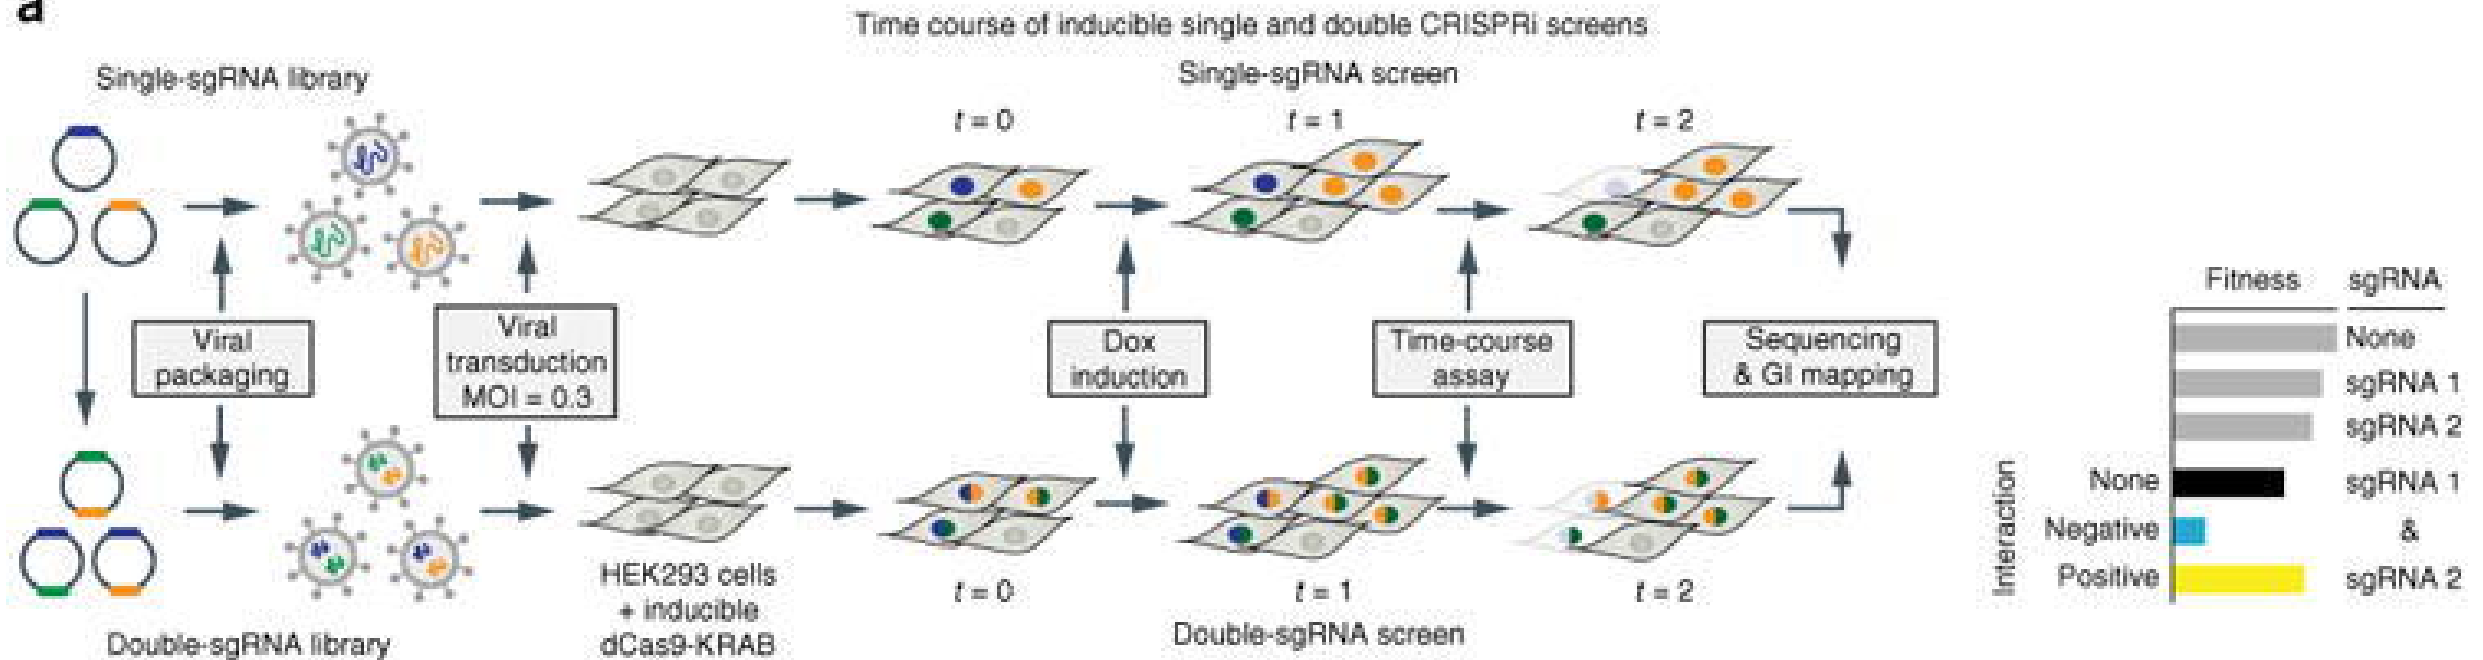 a
Time course of inducible single and double CRISPRi screens
Single-sgRNA library
Single-sgRNA screen
t = 0
t = 1
t = 2
Viral
packaging
Viral
transduction
MOI = 0.3
Dox
induction
Time-course
assay
Sequencing
& GI mapping
Fitness
sgRNA
None
sgRNA 1
sgRNA 2
Interaction
None
sgRNA 1
Negative
&
Positive
sgRNA 2
HEK293 cells
+ inducible
dCas9-KRAB
t = 0
t = 1
t = 2
Double-sgRNA library
Double-sgRNA screen